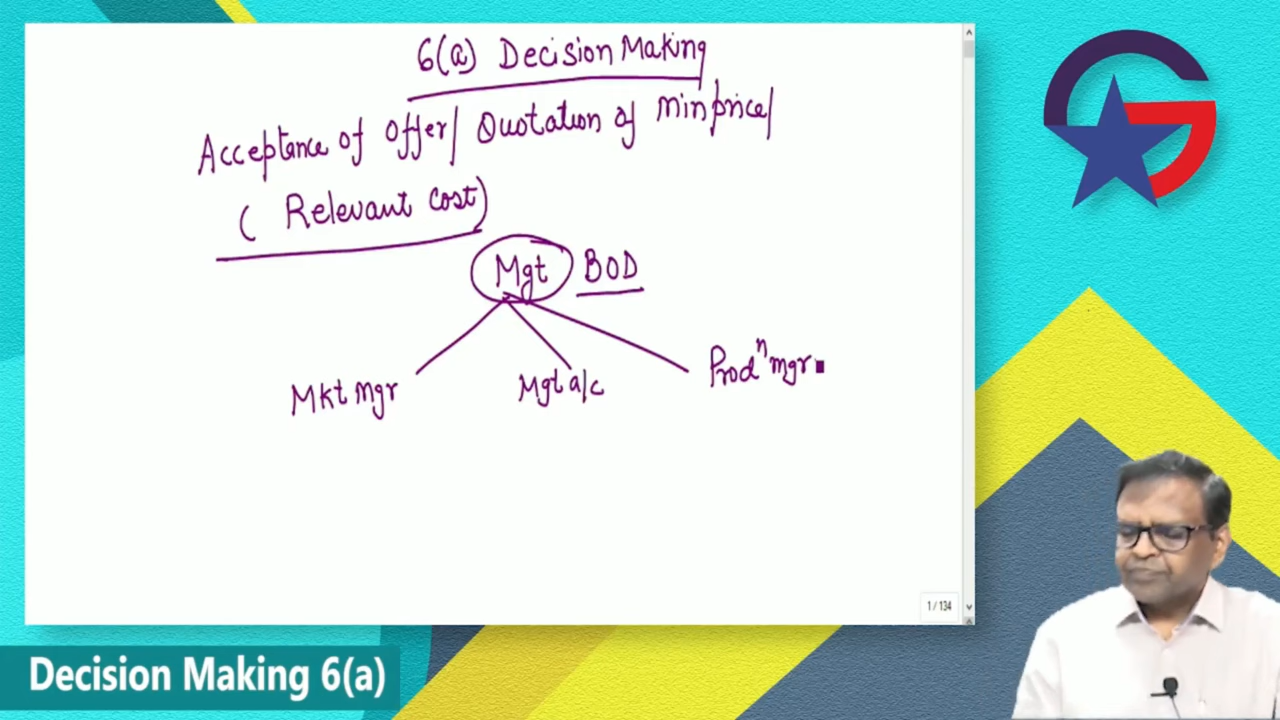 6(a) Decision Making
Acceptance of Offer/ Quotation of Min price/
( Relevant Cost)
Mgt BOD
Mkt Mgr Mgt a/c Prodⁿ mgr
1 / 134
Decision Making 6(a)